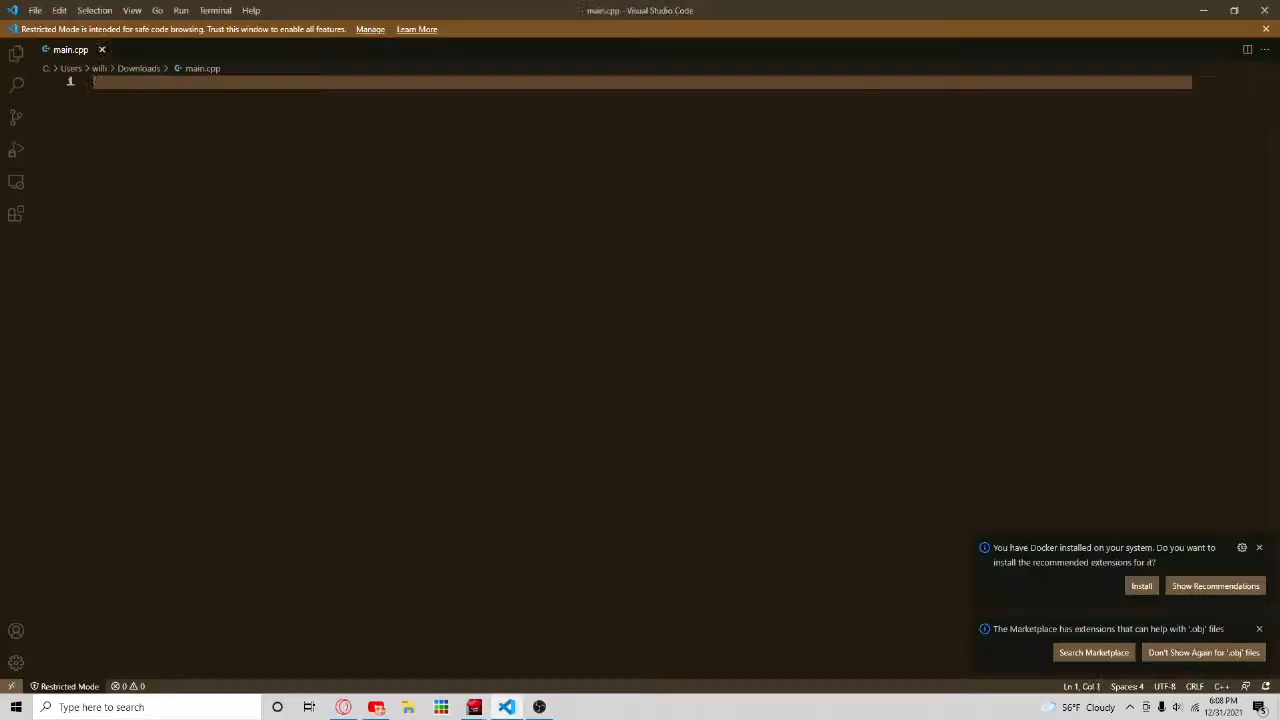 File Edit Selection View Go Run Terminal Help
main.cpp - Visual Studio Code
Restricted Mode is intended for safe code browsing. Trust this window to enable all features. Manage Learn More
main.cpp
C: > Users > willi > Downloads > main.cpp
1
You have Docker installed on your system. Do you want to
install the recommended extensions for it?
Install Show Recommendations
The Marketplace has extensions that can help with '.obj' files
Search Marketplace Don't Show Again for '.obj' files
Restricted Mode 0 0 Ln 1, Col 1 Spaces: 4 UTF-8 CRLF C++
Type here to search
56°F Cloudy
6:08 PM
12/31/2021
5